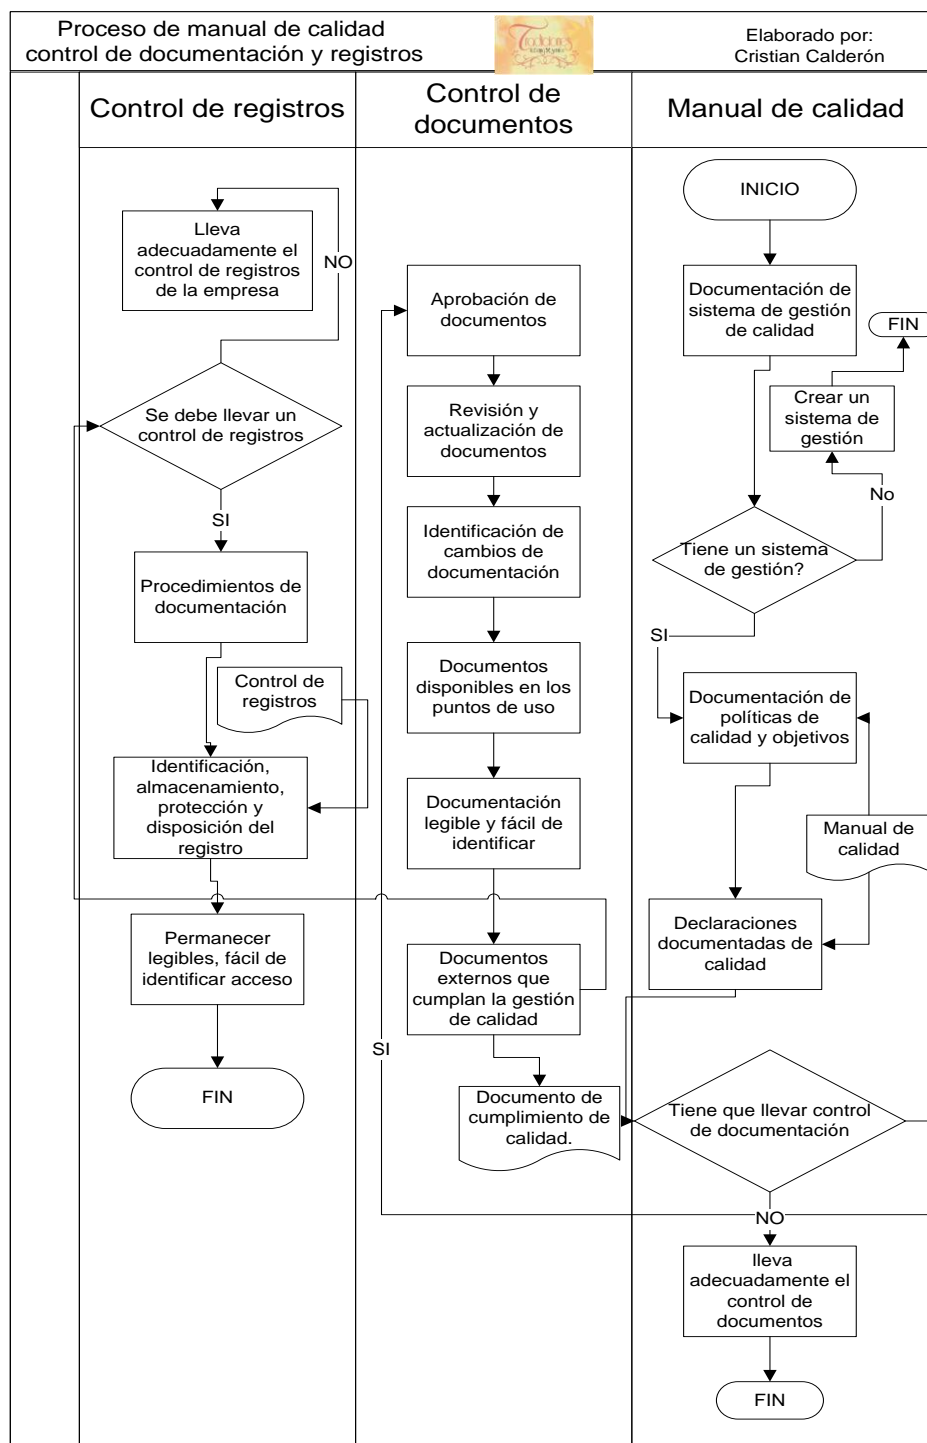 Proceso de manual de calidad
control de documentación y registros
Tradiciones
Elaborado por:
Cristian Calderón
Control de registros
Control de
documentos
Manual de calidad
Lleva
adecuadamente el
control de registros
de la empresa
NO
Se debe llevar un
control de registros
SI
Procedimientos de
documentación
Control de
registros
Identificación,
almacenamiento,
protección y
disposición del
registro
Permanecer
legibles, fácil de
identificar acceso
FIN
Aprobación de
documentos
Revisión y
actualización de
documentos
Identificación de
cambios de
documentación
Documentos
disponibles en los
puntos de uso
Documentación
legible y fácil de
identificar
Documentos
externos que
cumplan la gestión
de calidad
SI
Documento de
cumplimiento de
calidad.
INICIO
Documentación de
sistema de gestión
de calidad
FIN
Crear un
sistema de
gestión
No
Tiene un sistema
de gestión?
SI
Documentación de
políticas de
calidad y objetivos
Manual de
calidad
Declaraciones
documentadas de
calidad
Tiene que llevar control
de documentación
NO
lleva
adecuadamente el
control de
documentos
FIN